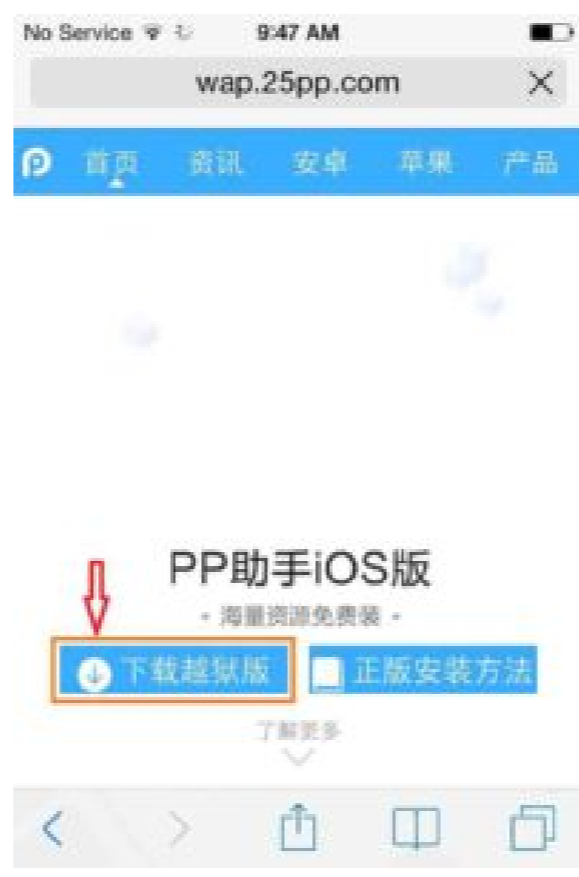 No Service 9:47 AM
wap.25pp.com
首页 资讯 安卓 苹果 产品
PP助手iOS版
- 海量资源免费装 -
下载越狱版 正版安装方法
了解更多